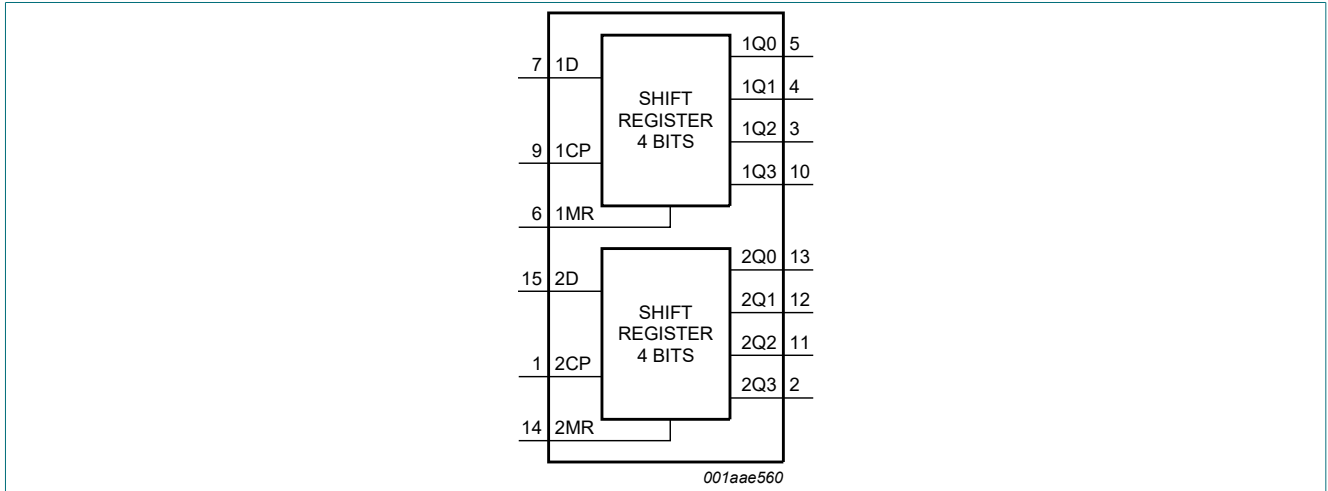 1Q0 5
7 1D
1Q1 4
SHIFT
REGISTER
4 BITS
1Q2 3
9 1CP
1Q3 10
6 1MR
2Q0 13
15 2D
2Q1 12
SHIFT
REGISTER
4 BITS
2Q2 11
1 2CP
2Q3 2
14 2MR
001aae560